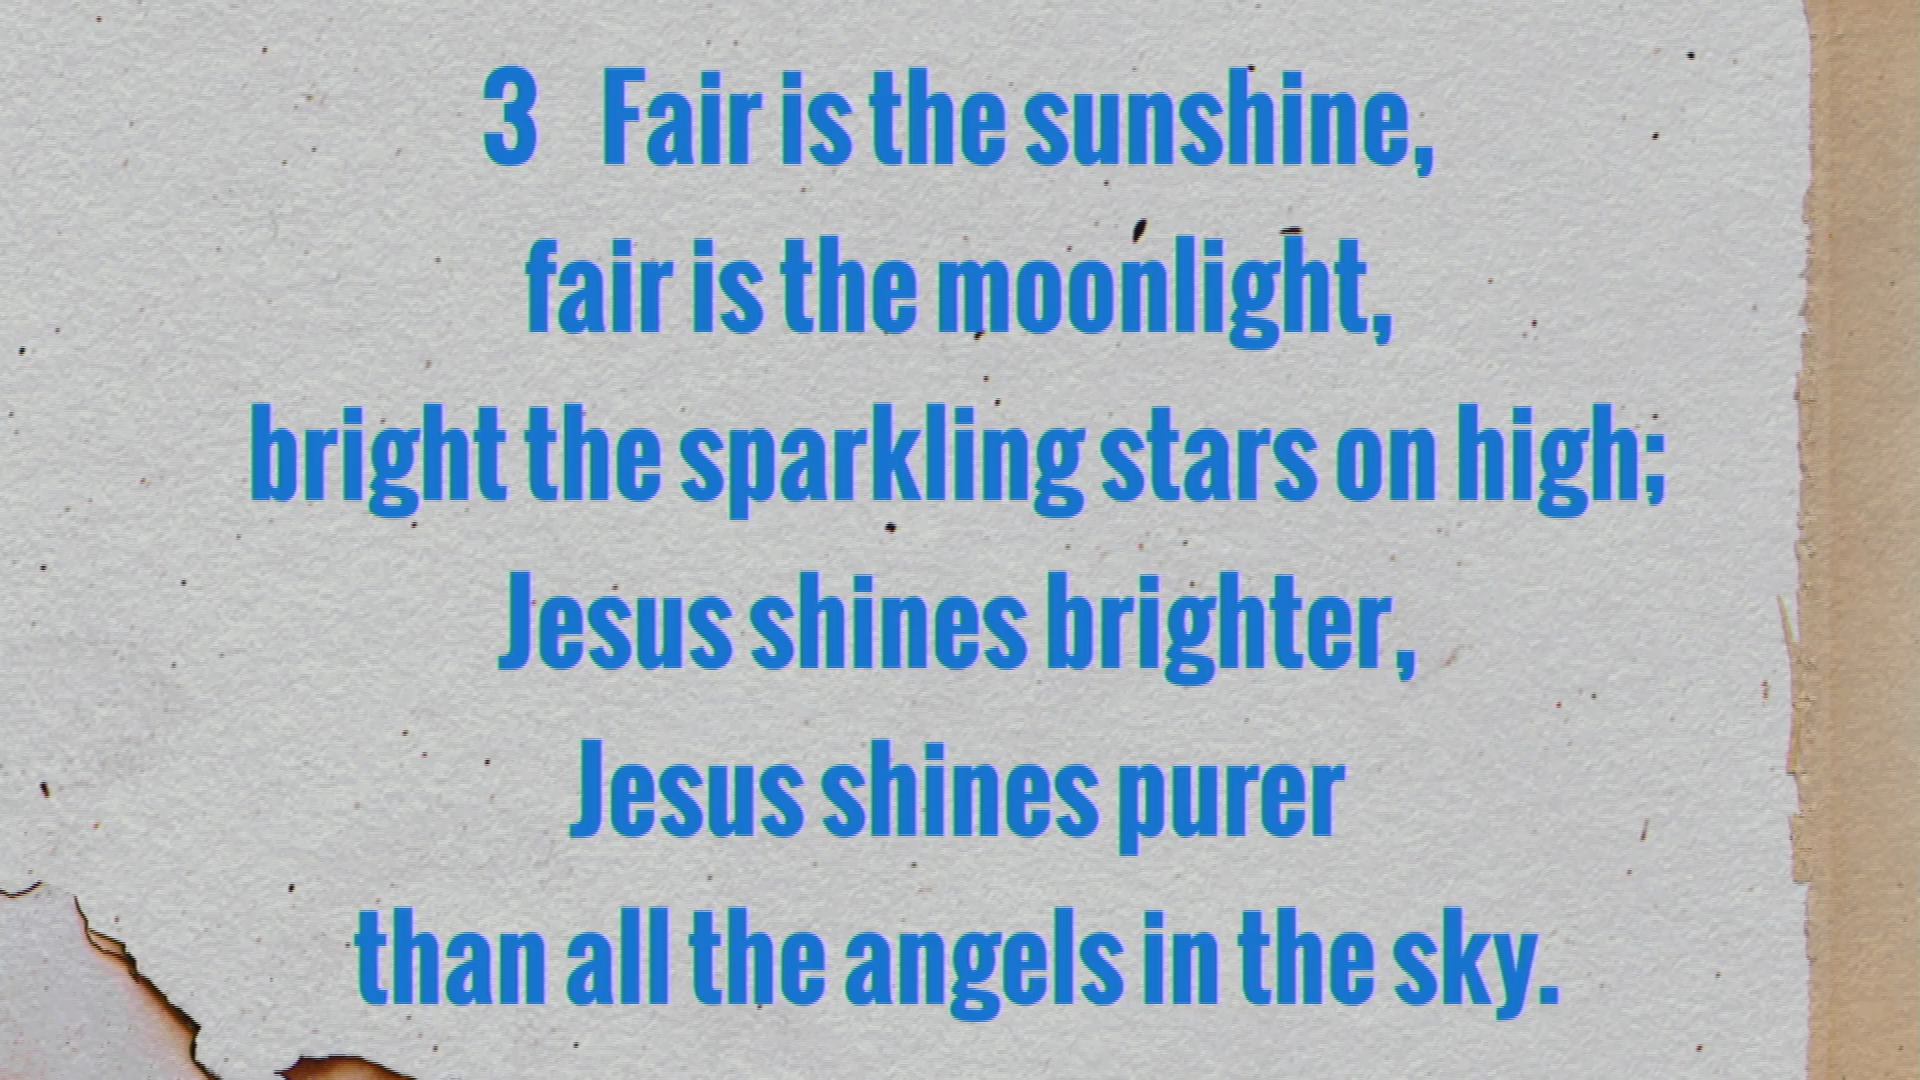 3 Fair is the sunshine,
fair is the moonlight,
bright the sparkling stars on high;
Jesus shines brighter,
Jesus shines purer
than all the angels in the sky.